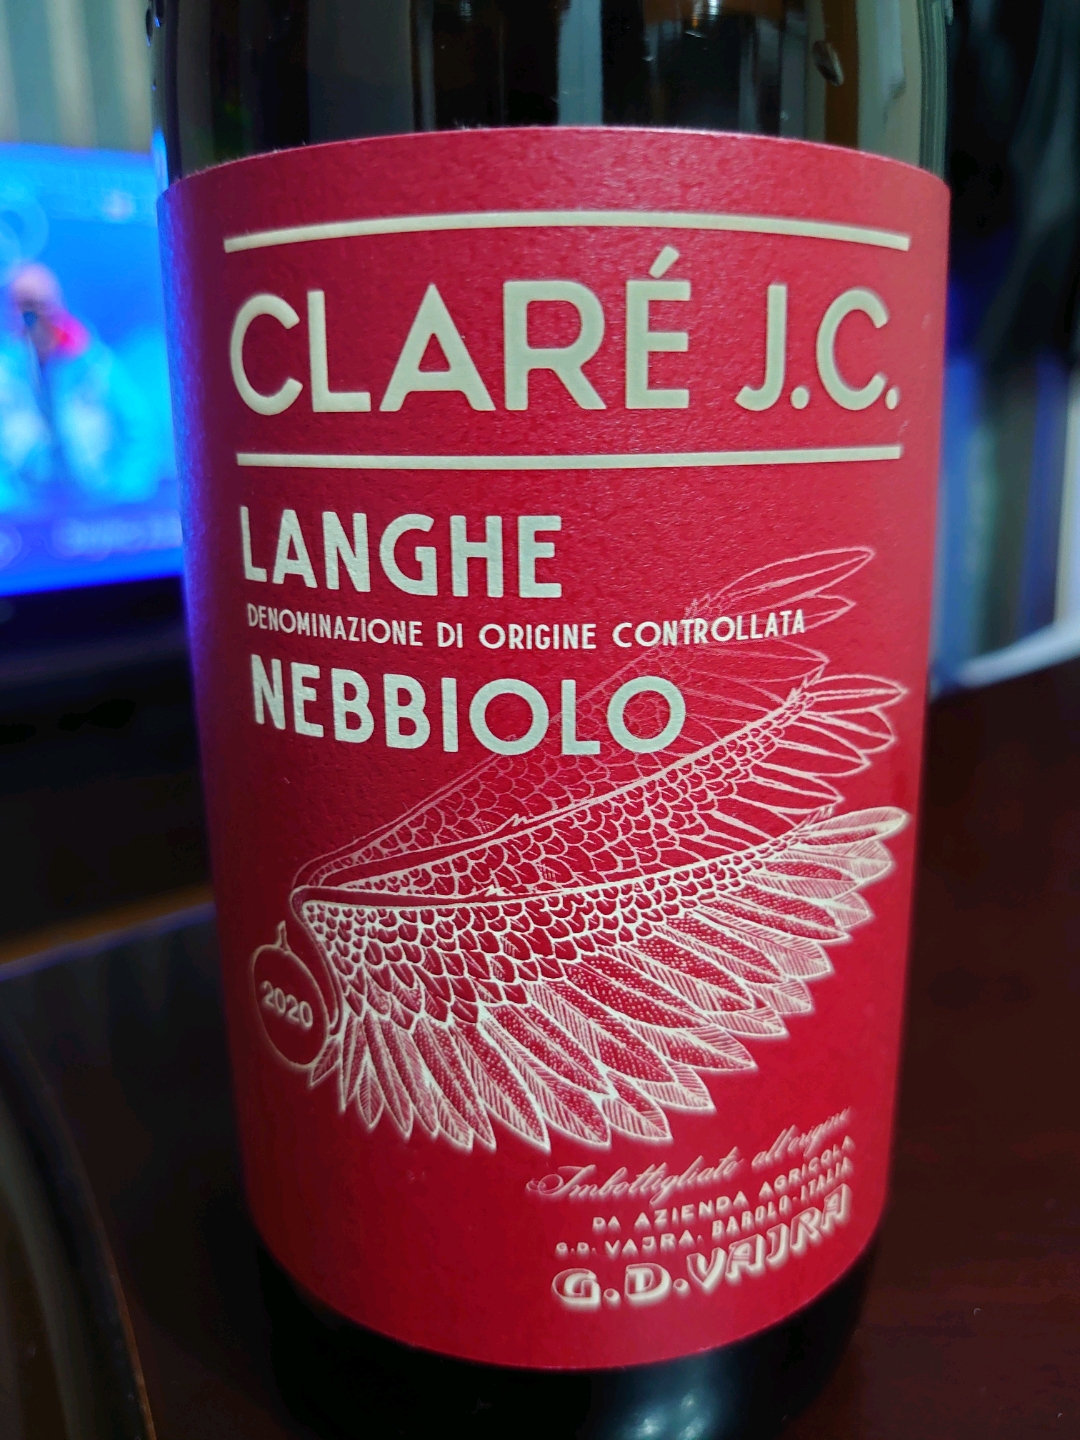 CLARÉ J.C.
LANGHE
DENOMINAZIONE DI ORIGINE CONTROLLATA
NEBBIOLO
2020
Imbottigliato all'origine
DA AZIENDA AGRICOLA
G.D. VAJRA. BAROLO-ITALIA
G.D.VAJRA